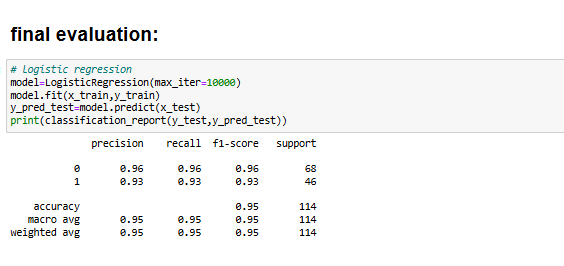 final evaluation:
# Logistic regression
model=LogisticRegression(max_iter=10000)
model.fit(x_train,y_train)
y_pred_test=model.predict(x_test)
print(classification_report(y_test,y_pred_test))
precision recall f1-score support
0 0.96 0.96 0.96 68
1 0.93 0.93 0.93 46
accuracy 0.95 114
macro avg 0.95 0.95 0.95 114
weighted avg 0.95 0.95 0.95 114